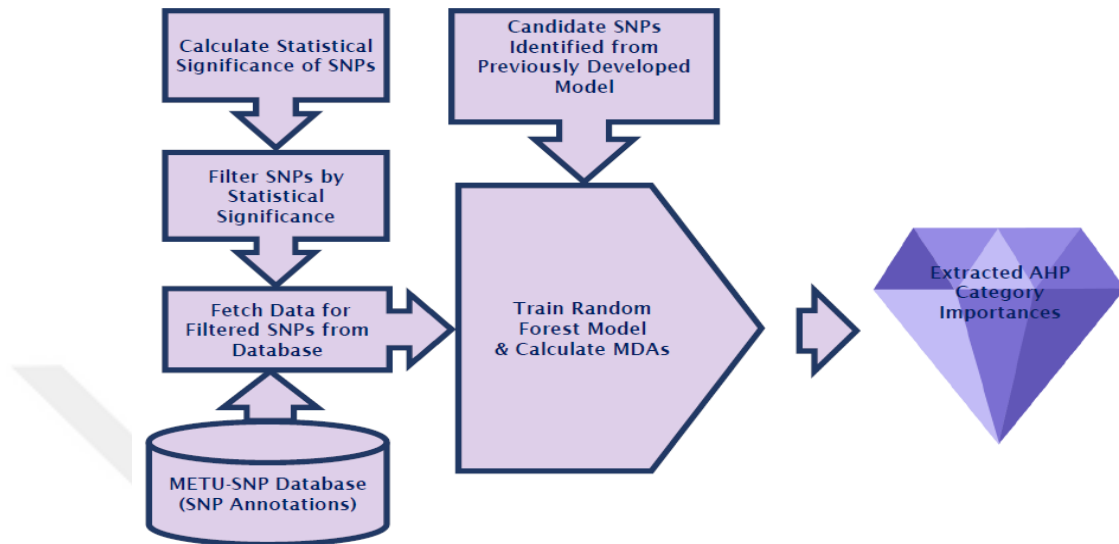 Calculate Statistical
Significance of SNPs
Candidate SNPs
Identified from
Previously Developed
Model
Filter SNPs by
Statistical
Significance
Fetch Data for
Filtered SNPs from
Database
Train Random
Forest Model
& Calculate MDAs
Extracted AHP
Category
Importances
METU-SNP Database
(SNP Annotations)